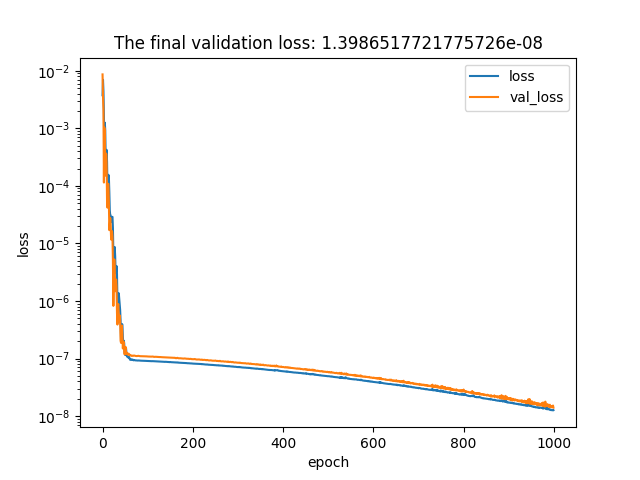 The final validation loss: 1.3986517721775726e-08
loss
val_loss
10⁻²
10⁻³
10⁻⁴
10⁻⁵
10⁻⁶
10⁻⁷
10⁻⁸
loss
0 200 400 600 800 1000
epoch